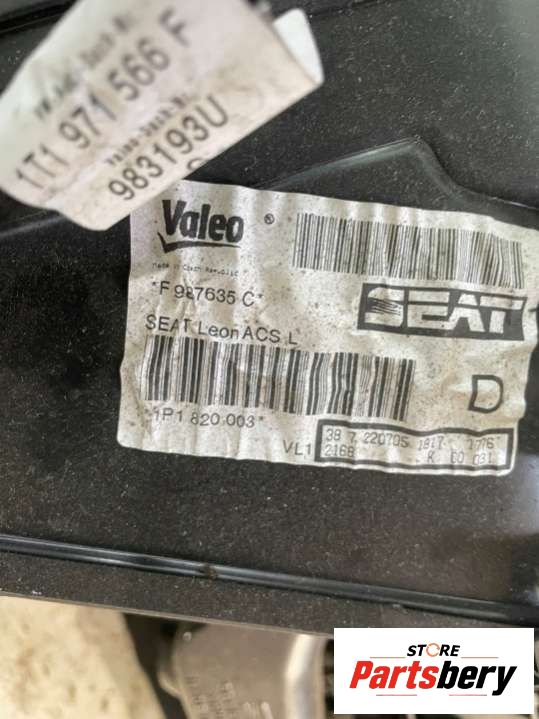 1T1 971 566 F
983193U
Valeo ®
Made in Czech Republic
*F 987635 C*
SEAT
SEAT Leon ACS L
D
*1P1 820 003*
VL1
38 7 220705 1817 1776
2168 K 00 031
STORE
Partsbery